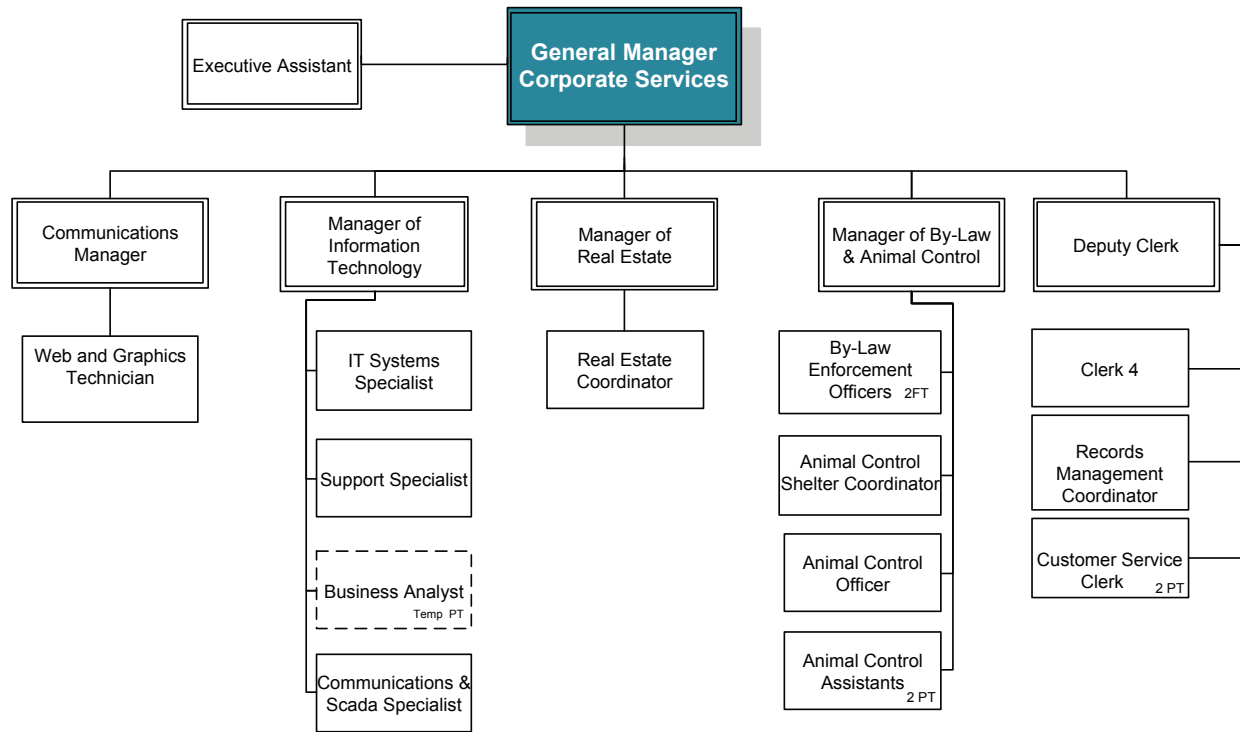 General Manager
Corporate Services
Executive Assistant
Communications
Manager
Manager of
Information
Technology
Manager of
Real Estate
Manager of By-Law
& Animal Control
Deputy Clerk
Web and Graphics
Technician
IT Systems
Specialist
Support Specialist
Business Analyst
Temp PT
Communications &
Scada Specialist
Real Estate
Coordinator
By-Law
Enforcement
Officers 2FT
Animal Control
Shelter Coordinator
Animal Control
Officer
Animal Control
Assistants
2 PT
Clerk 4
Records
Management
Coordinator
Customer Service
Clerk
2 PT